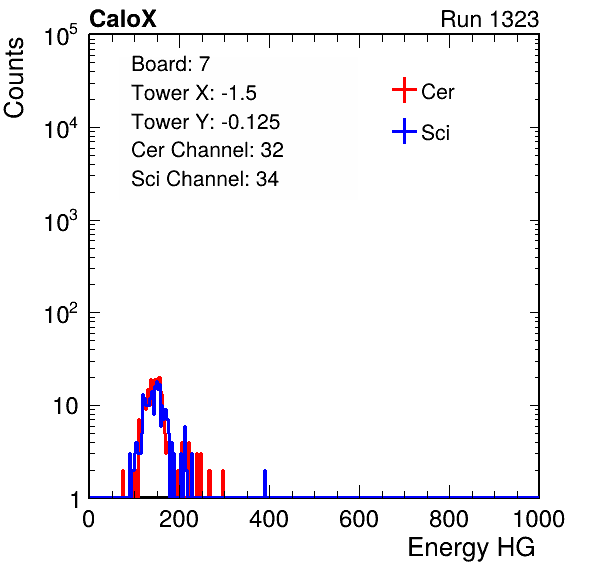 CaloX Run 1323
Counts
Board: 7
Tower X: -1.5
Tower Y: -0.125
Cer Channel: 32
Sci Channel: 34
Cer
Sci
10^5
10^4
10^3
10^2
10
1
0 200 400 600 800 1000
Energy HG